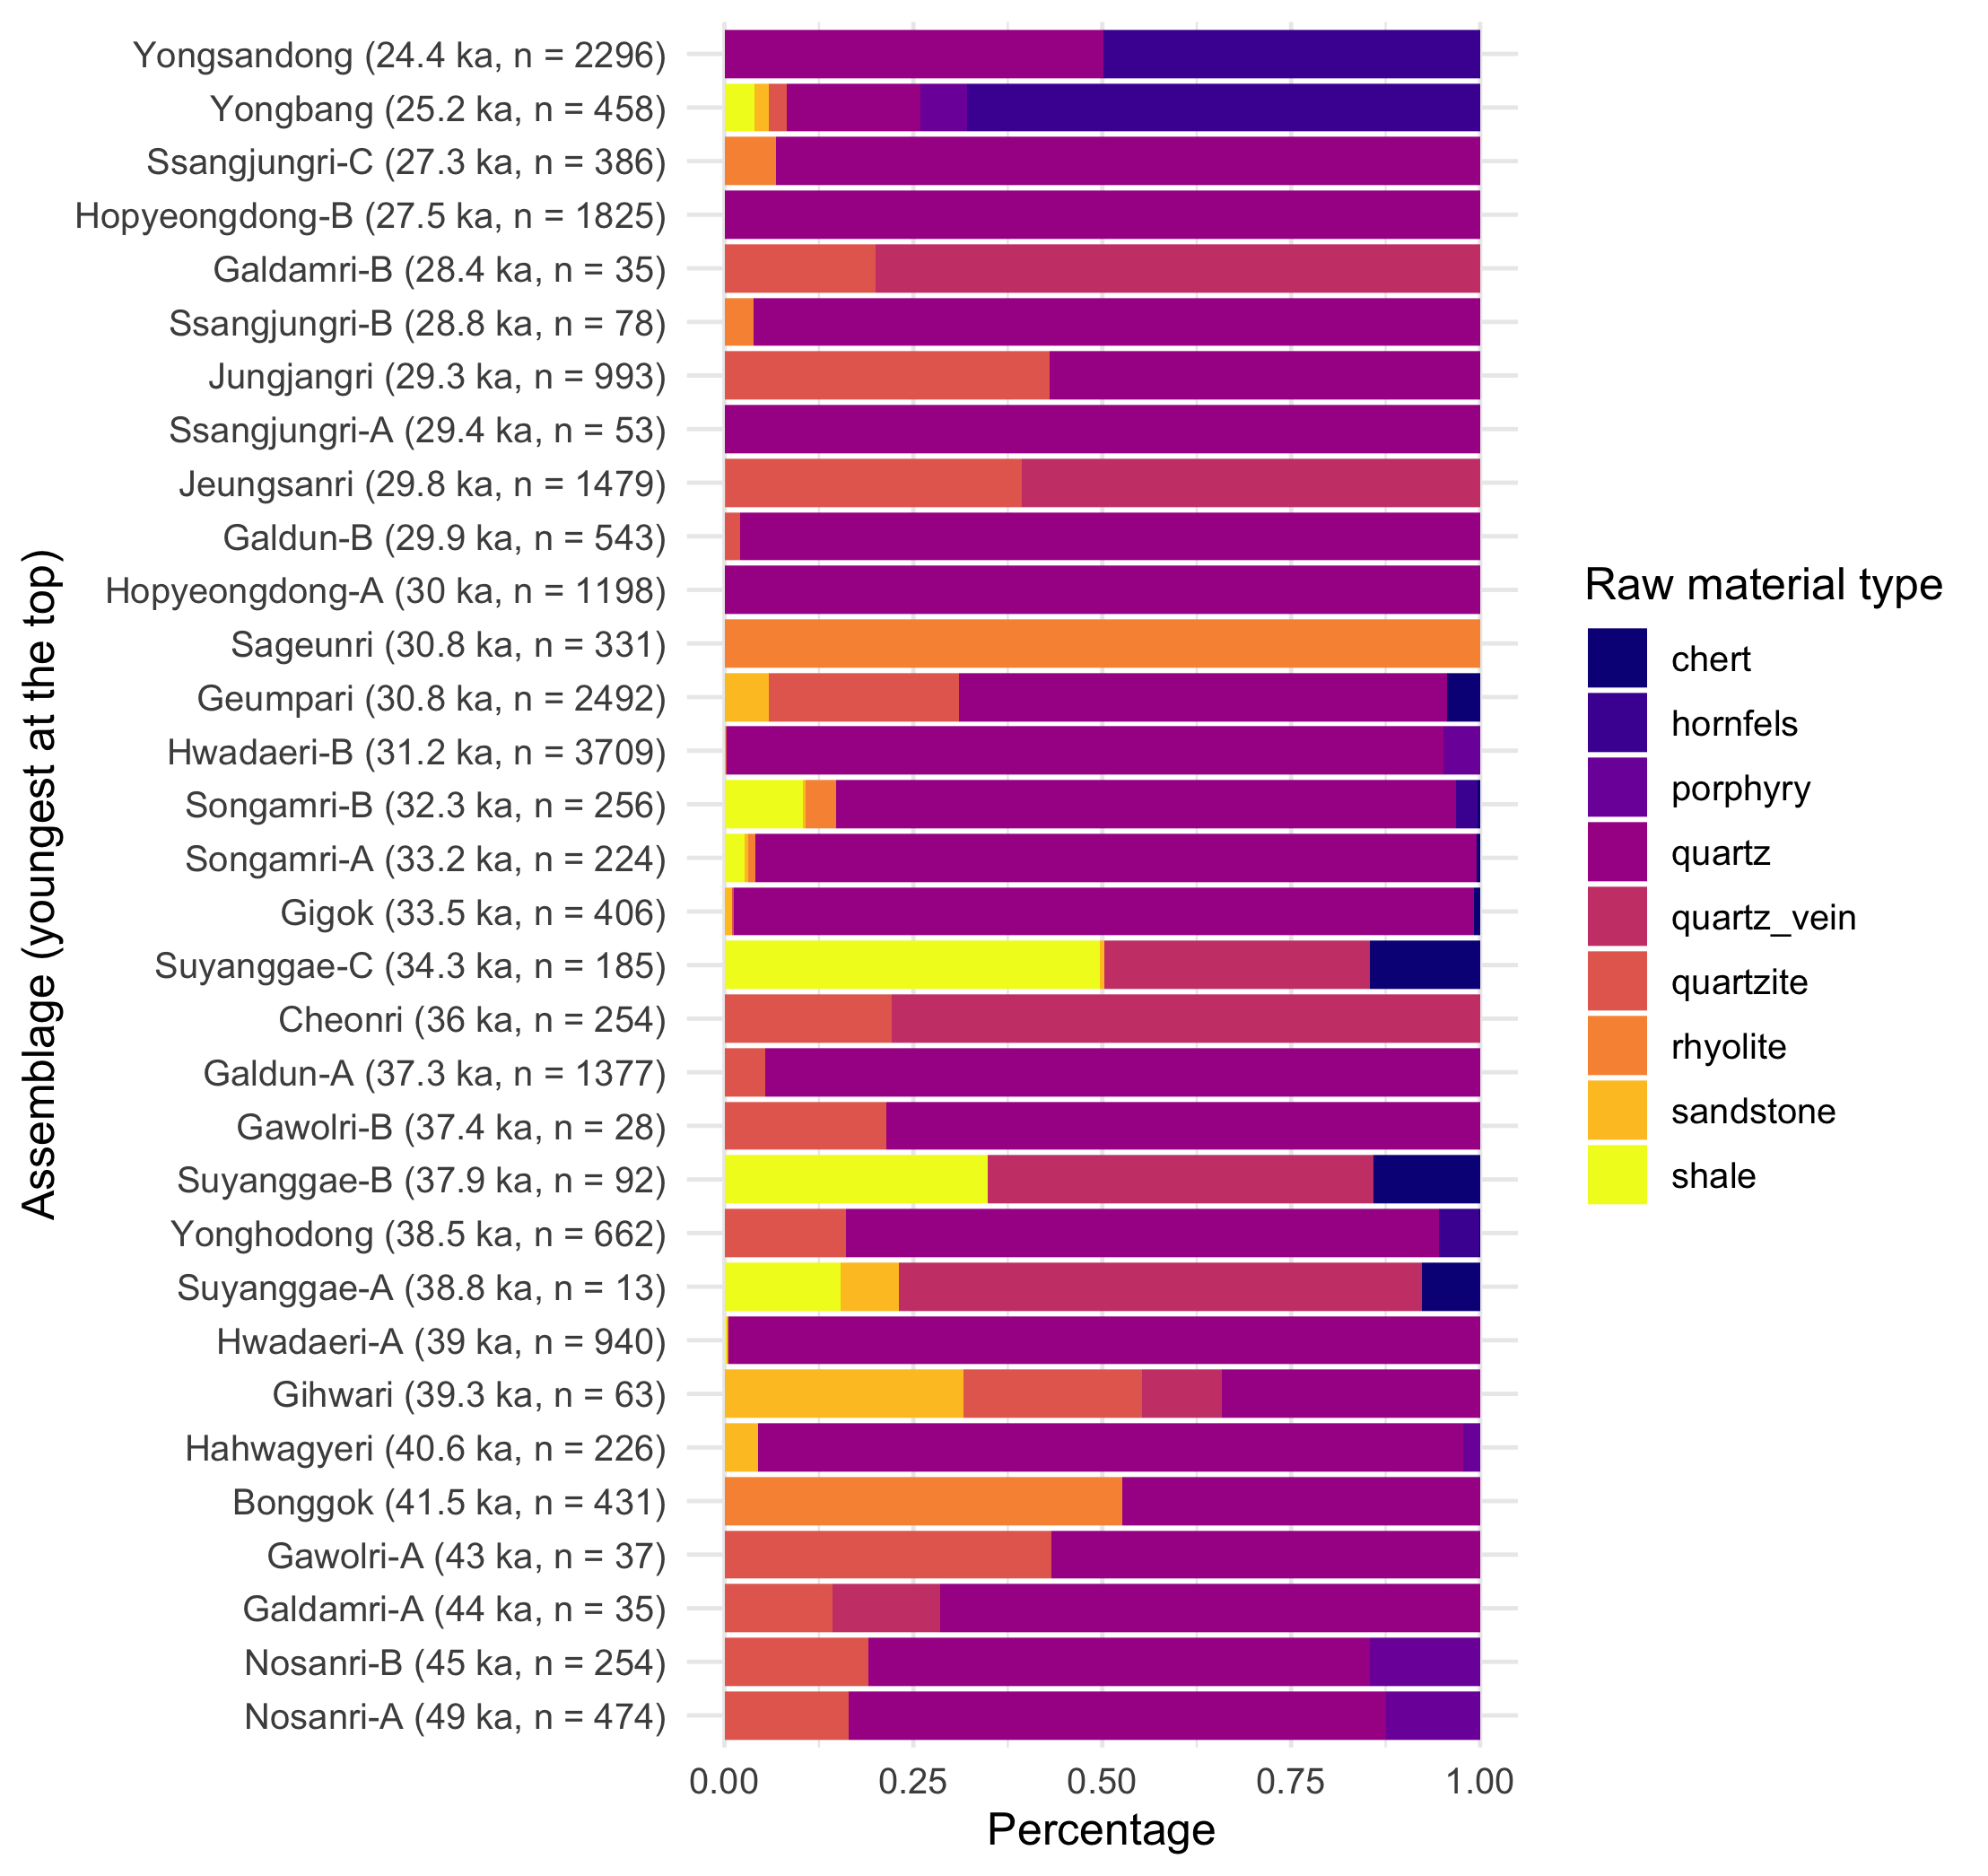 Assemblage (youngest at the top)
Yongsandong (24.4 ka, n = 2296)
Yongbang (25.2 ka, n = 458)
Ssangjungri-C (27.3 ka, n = 386)
Hopyeongdong-B (27.5 ka, n = 1825)
Galdamri-B (28.4 ka, n = 35)
Ssangjungri-B (28.8 ka, n = 78)
Jungjangri (29.3 ka, n = 993)
Ssangjungri-A (29.4 ka, n = 53)
Jeungsanri (29.8 ka, n = 1479)
Galdun-B (29.9 ka, n = 543)
Hopyeongdong-A (30 ka, n = 1198)
Sageunri (30.8 ka, n = 331)
Geumpari (30.8 ka, n = 2492)
Hwadaeri-B (31.2 ka, n = 3709)
Songamri-B (32.3 ka, n = 256)
Songamri-A (33.2 ka, n = 224)
Gigok (33.5 ka, n = 406)
Suyanggae-C (34.3 ka, n = 185)
Cheonri (36 ka, n = 254)
Galdun-A (37.3 ka, n = 1377)
Gawolri-B (37.4 ka, n = 28)
Suyanggae-B (37.9 ka, n = 92)
Yonghodong (38.5 ka, n = 662)
Suyanggae-A (38.8 ka, n = 13)
Hwadaeri-A (39 ka, n = 940)
Gihwari (39.3 ka, n = 63)
Hahwagyeri (40.6 ka, n = 226)
Bonggok (41.5 ka, n = 431)
Gawolri-A (43 ka, n = 37)
Galdamri-A (44 ka, n = 35)
Nosanri-B (45 ka, n = 254)
Nosanri-A (49 ka, n = 474)
0.00 0.25 0.50 0.75 1.00
Percentage
Raw material type
chert
hornfels
porphyry
quartz
quartz_vein
quartzite
rhyolite
sandstone
shale